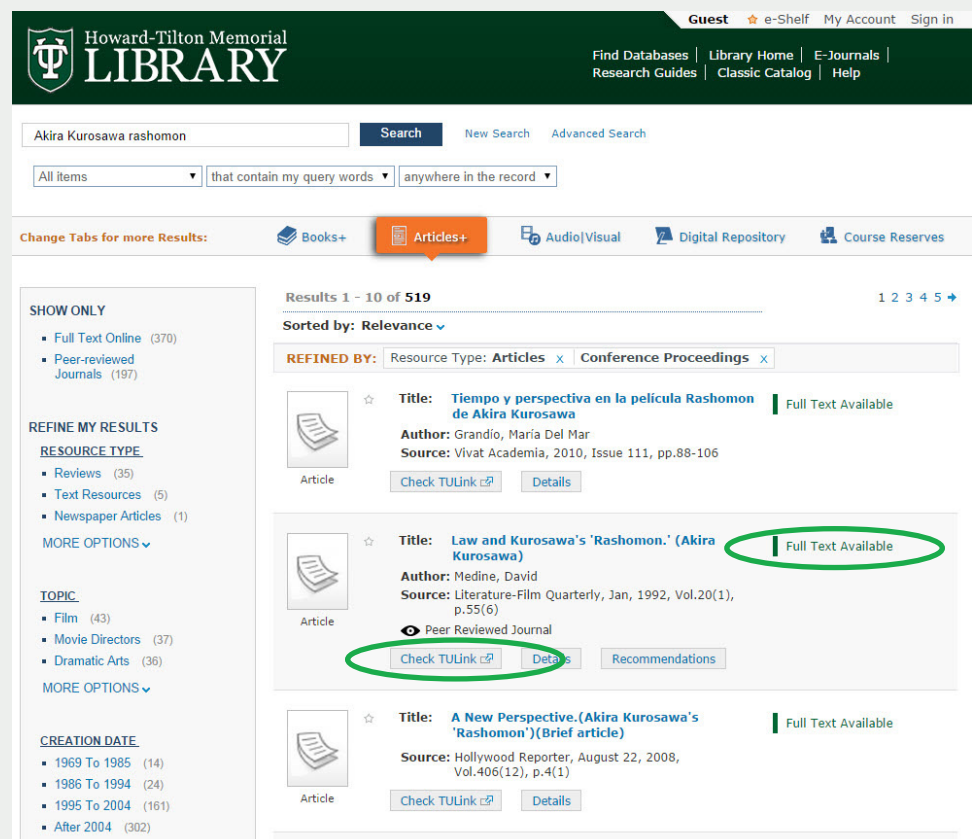 Guest e-Shelf My Account Sign in
Howard-Tilton Memorial
LIBRARY
Find Databases | Library Home | E-Journals |
Research Guides | Classic Catalog | Help
Akira Kurosawa rashomon
Search
New Search
Advanced Search
All items
that contain my query words
anywhere in the record
Change Tabs for more Results:
Books+
Articles+
Audio|Visual
Digital Repository
Course Reserves
SHOW ONLY
Full Text Online (370)
Peer-reviewed
Journals (197)
REFINE MY RESULTS
RESOURCE TYPE
Reviews (35)
Text Resources (5)
Newspaper Articles (1)
MORE OPTIONS
TOPIC
Film (43)
Movie Directors (37)
Dramatic Arts (36)
MORE OPTIONS
CREATION DATE
1969 To 1985 (14)
1986 To 1994 (24)
1995 To 2004 (161)
After 2004 (302)
Results 1 - 10 of 519
1 2 3 4 5
Sorted by: Relevance
REFINED BY: Resource Type: Articles x Conference Proceedings x
Title: Tiempo y perspectiva en la película Rashomon
de Akira Kurosawa
Author: Grandío, María Del Mar
Source: Vivat Academia, 2010, Issue 111, pp.88-106
Article
Check TULink
Details
Full Text Available
Title: Law and Kurosawa's 'Rashomon.' (Akira
Kurosawa)
Author: Medine, David
Source: Literature-Film Quarterly, Jan, 1992, Vol.20(1),
p.55(6)
Article
Peer Reviewed Journal
Check TULink
Details
Recommendations
Full Text Available
Title: A New Perspective.(Akira Kurosawa's
'Rashomon')(Brief article)
Source: Hollywood Reporter, August 22, 2008,
Vol.406(12), p.4(1)
Article
Check TULink
Details
Full Text Available